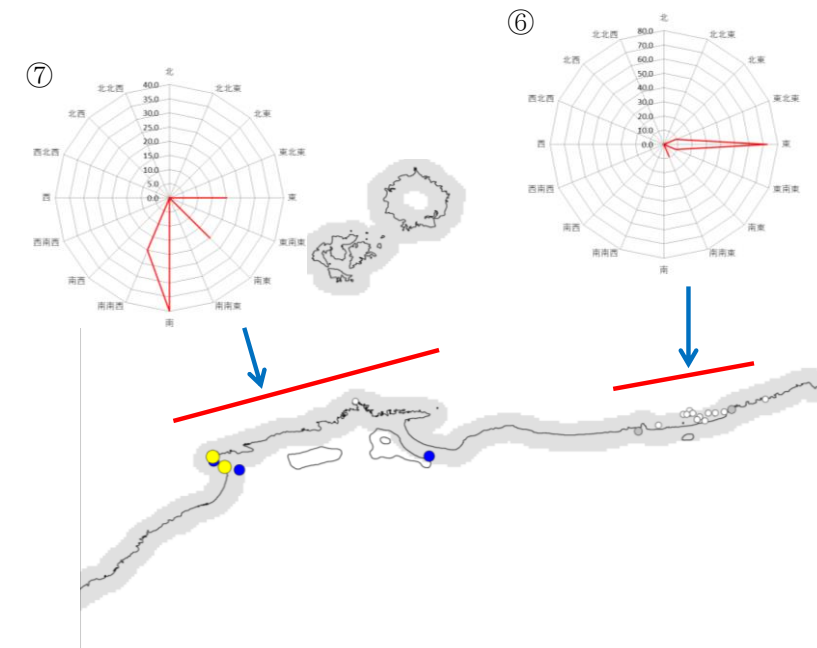 ⑥
北
80.0
北北西
北北東
70.0
北西
60.0
北東
50.0
40.0
西北西
30.0
東北東
20.0
10.0
西
0.0
東
西南西
東南東
南西
南東
南南西
南南東
南
⑦
北
40.0
北北西
35.0
北北東
30.0
北西
25.0
北東
20.0
西北西
15.0
東北東
10.0
5.0
西
0.0
東
西南西
東南東
南西
南東
南南西
南南東
南